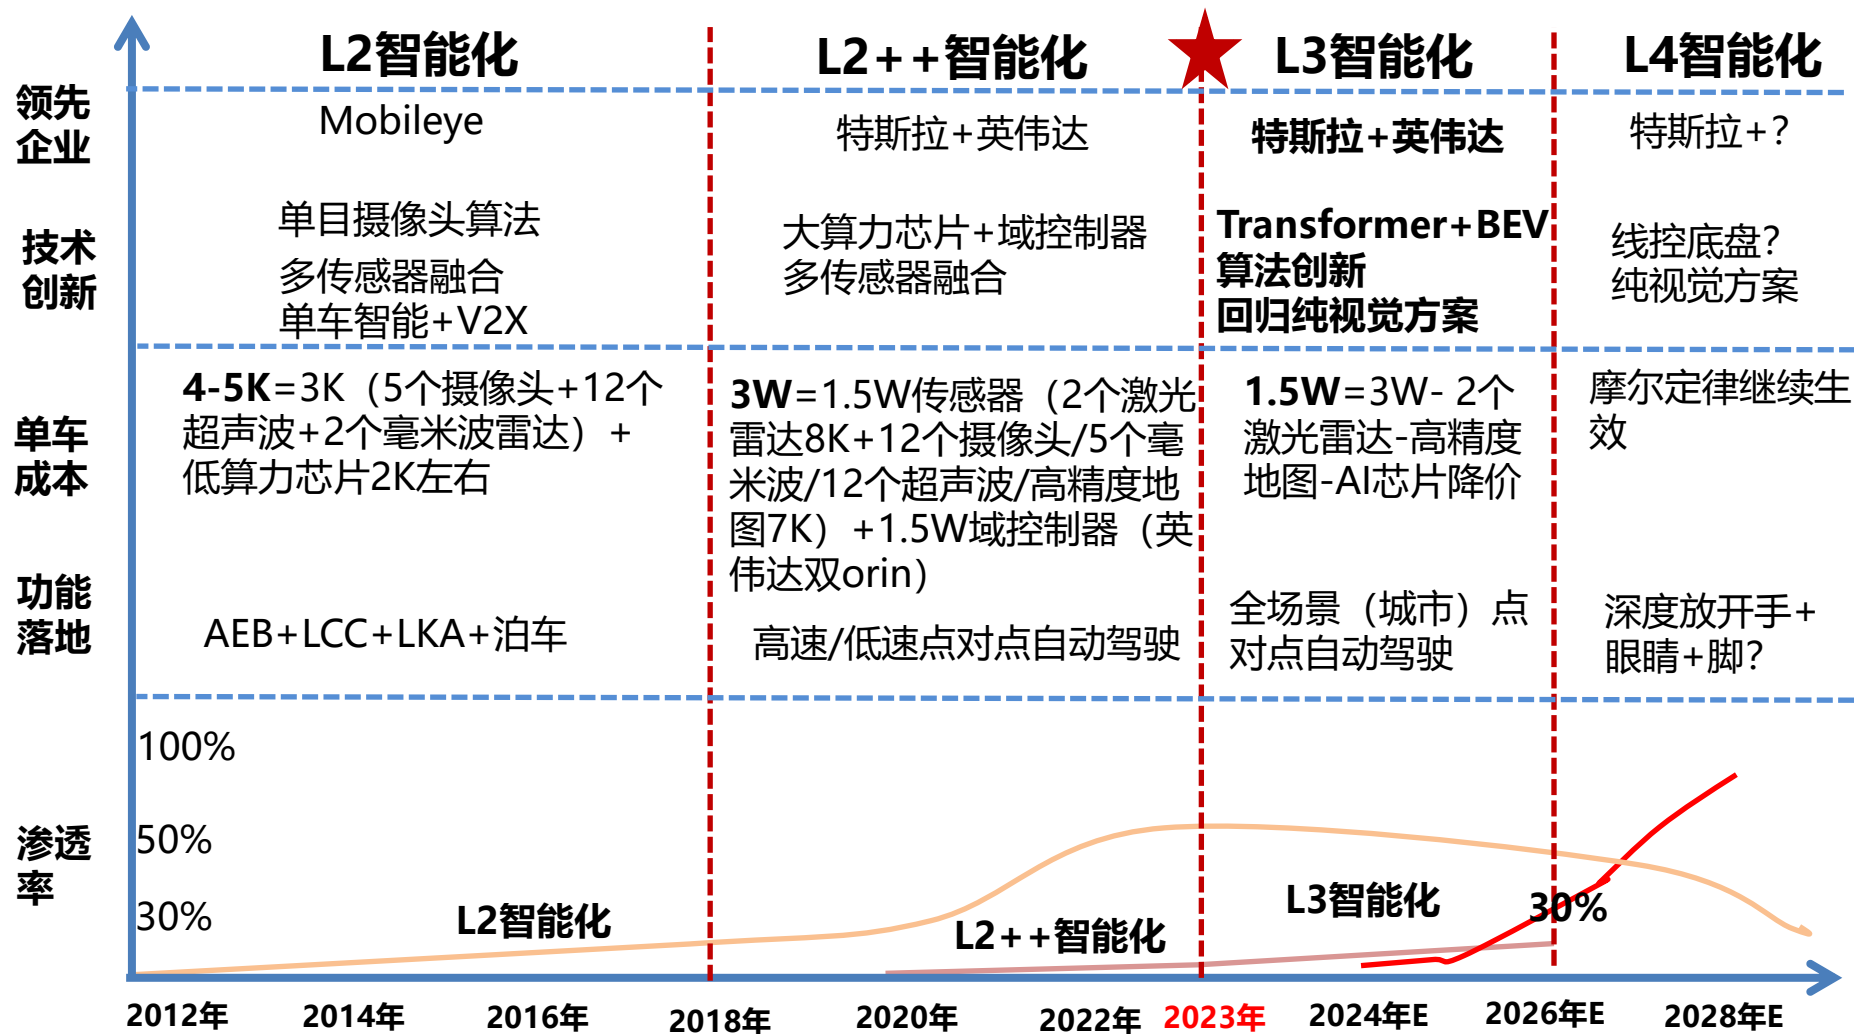 L2智能化
L2++智能化
L3智能化
L4智能化
领先
企业
Mobileye
特斯拉+英伟达
特斯拉+英伟达
特斯拉+？
技术
创新
单目摄像头算法
多传感器融合
单车智能+V2X
大算力芯片+域控制器
多传感器融合
Transformer+BEV
算法创新
回归纯视觉方案
线控底盘？
纯视觉方案
单车
成本
4-5K=3K（5个摄像头+12个
超声波+2个毫米波雷达）+
低算力芯片2K左右
3W=1.5W传感器（2个激光
雷达8K+12个摄像头/5个毫
米波/12个超声波/高精度地
图7K）+1.5W域控制器（英
伟达双orin）
1.5W=3W- 2个
激光雷达-高精度
地图-AI芯片降价
摩尔定律继续生
效
功能
落地
AEB+LCC+LKA+泊车
高速/低速点对点自动驾驶
全场景（城市）点
对点自动驾驶
深度放开手+
眼睛+脚？
渗透
率
100%
50%
30%
L2智能化
L2++智能化
L3智能化
30%
2012年
2014年
2016年
2018年
2020年
2022年
2023年
2024年E
2026年E
2028年E